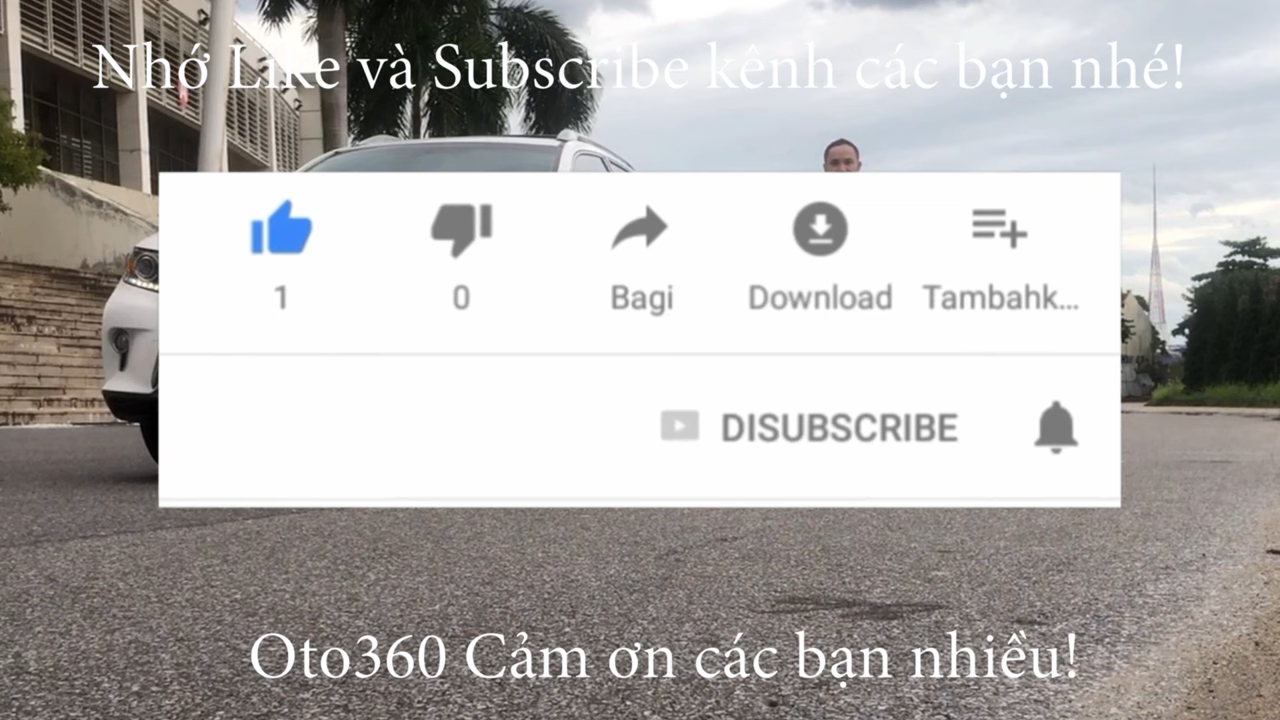 Nhớ Like và Subscribe kênh các bạn nhé!
1 0 Bagi Download Tambahk...
DISUBSCRIBE
Oto360 Cảm ơn các bạn nhiều!